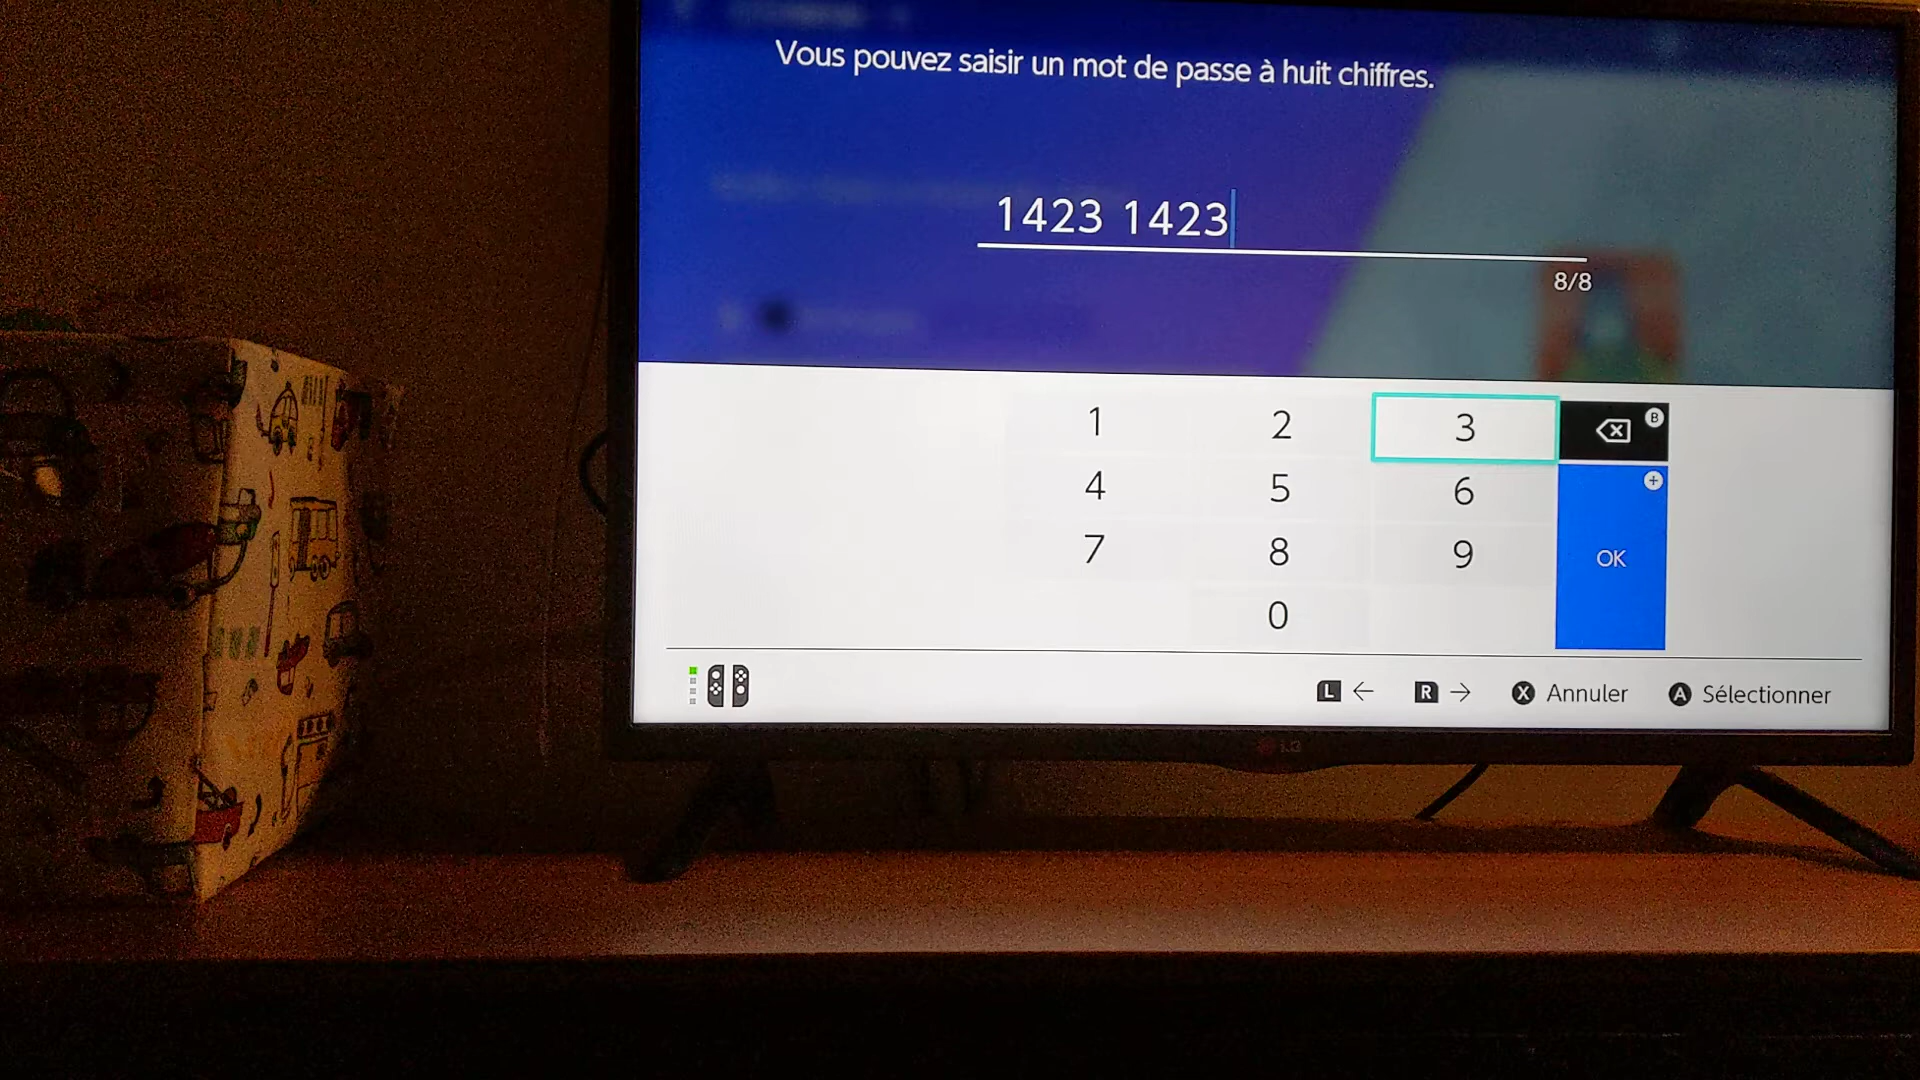 Vous pouvez saisir un mot de passe à huit chiffres.
1423 1423
8/8
1 2 3 B
4 5 6 +
7 8 9 OK
0
L ← R → X Annuler A Sélectionner
LG